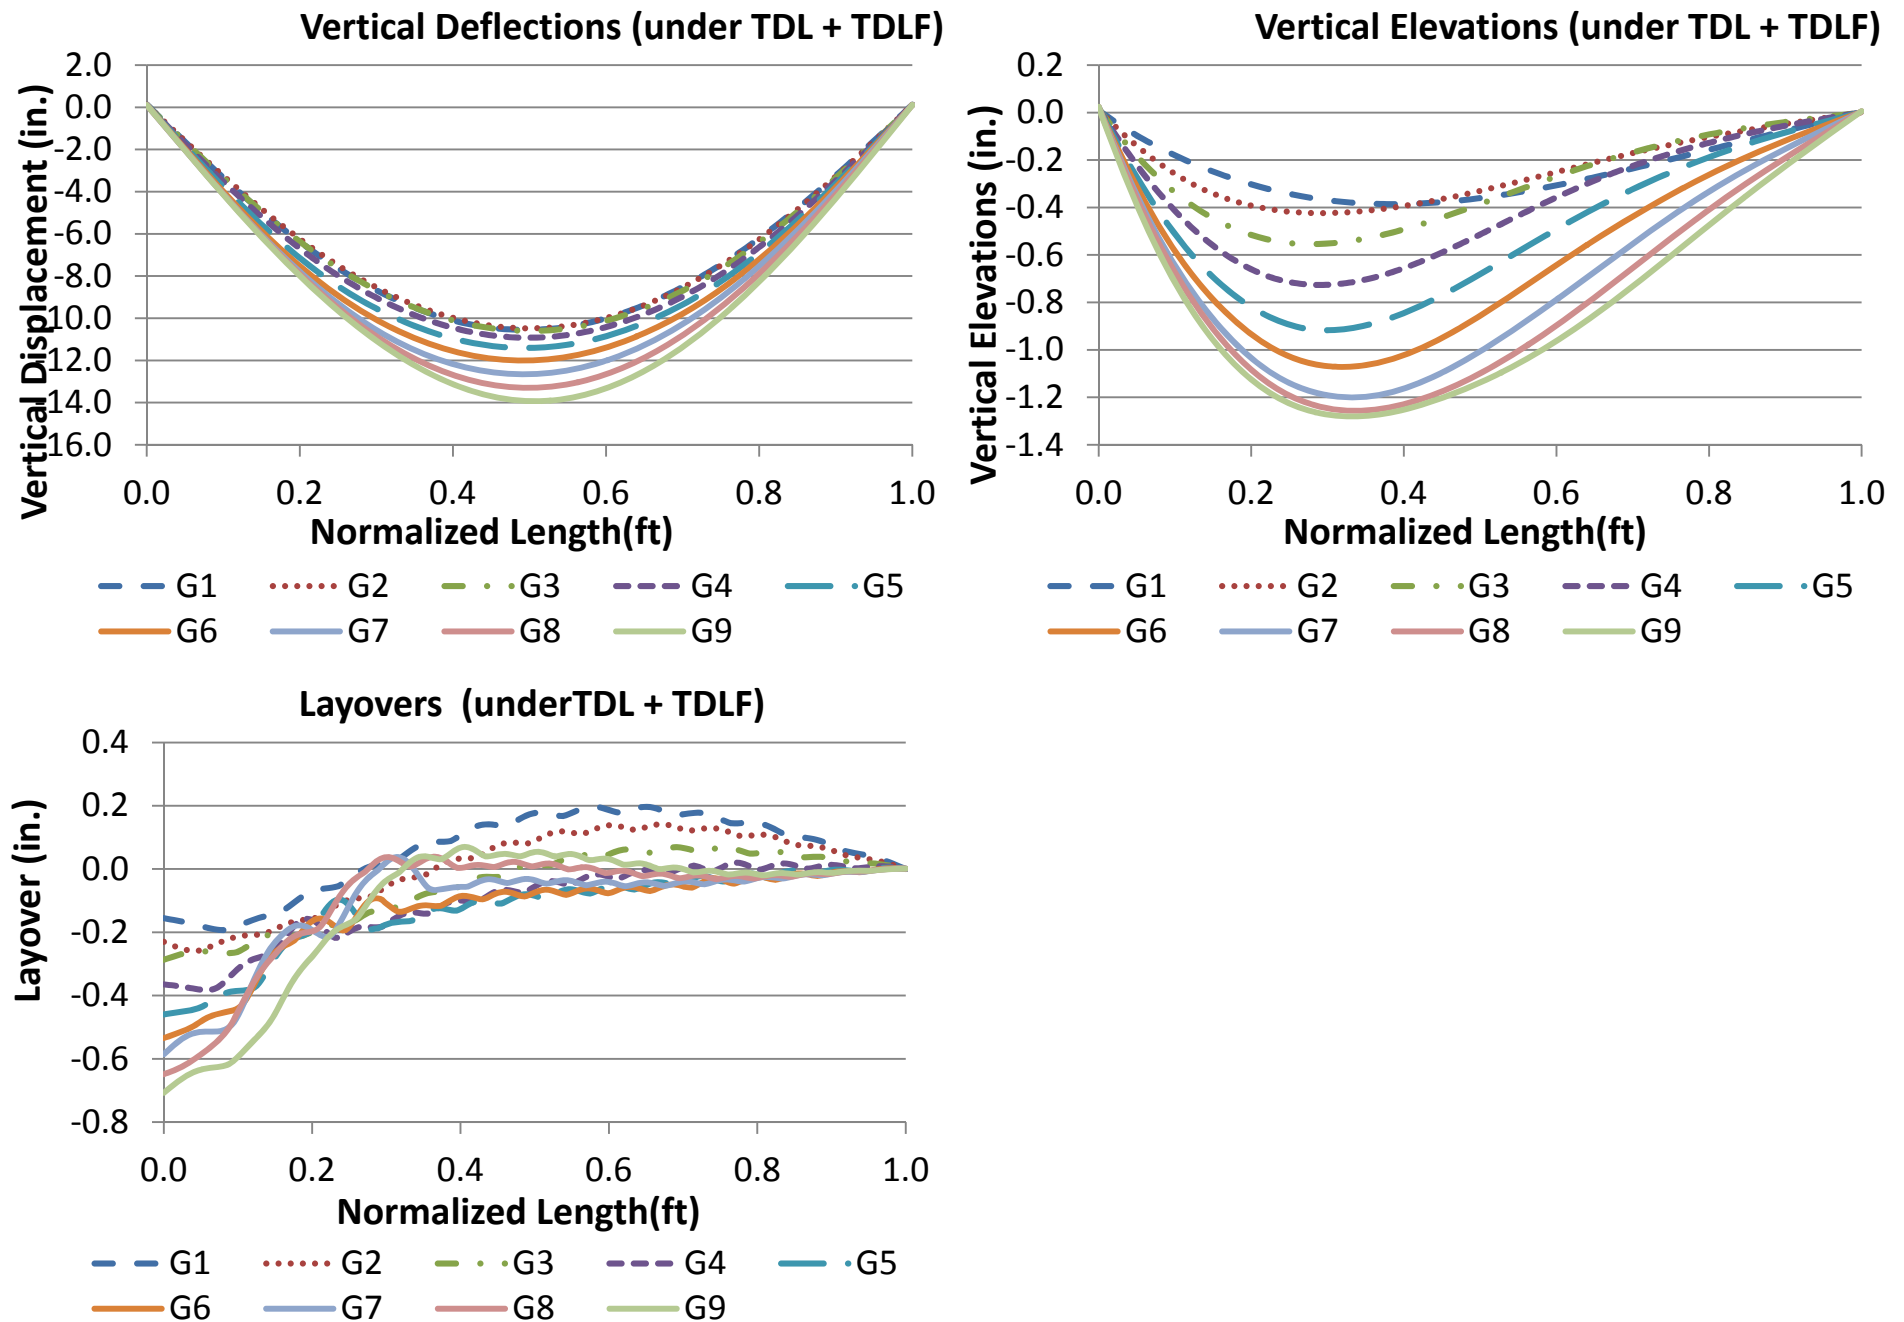 Vertical Deflections (under TDL + TDLF)
2.0
0.0
-2.0
-4.0
-6.0
-8.0
-10.0
-12.0
-14.0
-16.0
Vertical Displacement (in.)
0.0 0.2 0.4 0.6 0.8 1.0
Normalized Length(ft)
G1 G2 G3 G4 G5
G6 G7 G8 G9
Vertical Elevations (under TDL + TDLF)
0.2
0.0
-0.2
-0.4
-0.6
-0.8
-1.0
-1.2
-1.4
Vertical Elevations (in.)
0.0 0.2 0.4 0.6 0.8 1.0
Normalized Length(ft)
G1 G2 G3 G4 G5
G6 G7 G8 G9
Layovers (underTDL + TDLF)
0.4
0.2
0.0
-0.2
-0.4
-0.6
-0.8
Layover (in.)
0.0 0.2 0.4 0.6 0.8 1.0
Normalized Length(ft)
G1 G2 G3 G4 G5
G6 G7 G8 G9